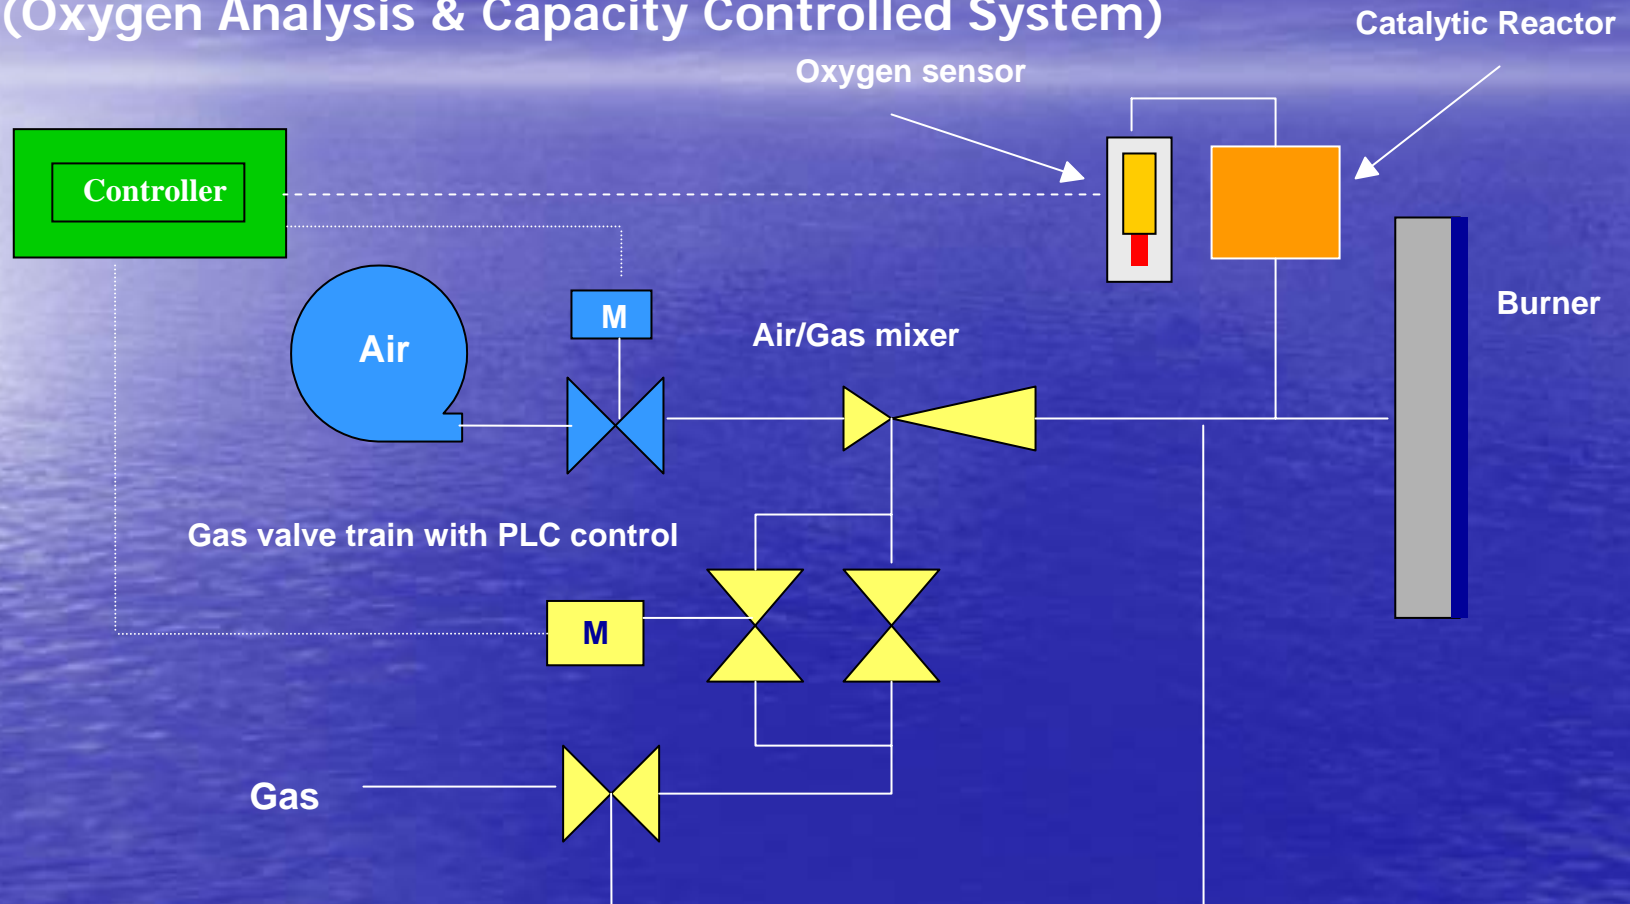 (Oxygen Analysis & Capacity Controlled System)
Catalytic Reactor
Oxygen sensor
Controller
M
Air
Air/Gas mixer
Burner
Gas valve train with PLC control
M
Gas